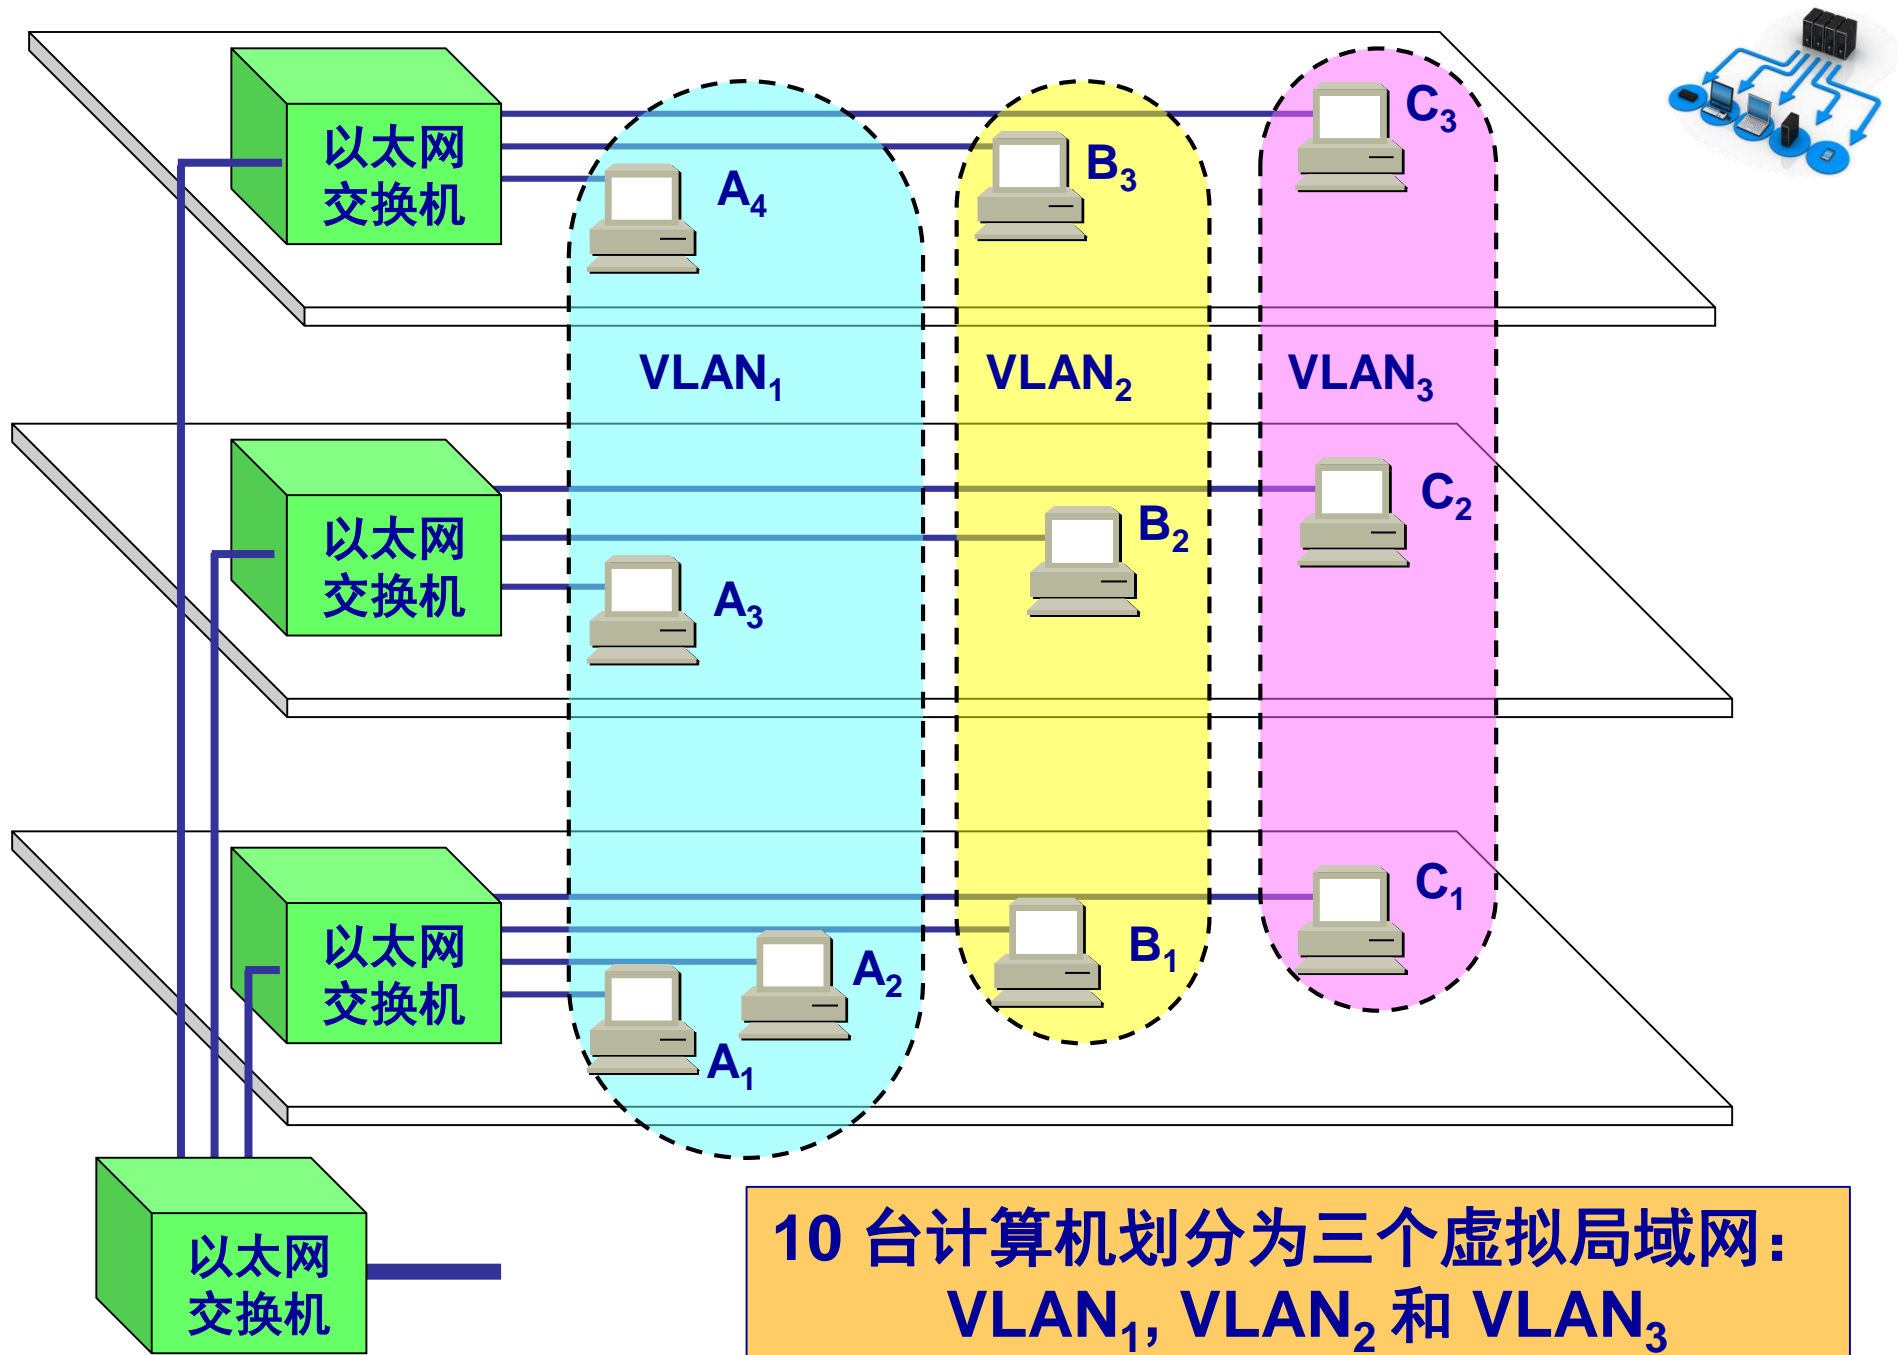 以太网
交换机
A4
B3
C3
VLAN1
VLAN2
VLAN3
以太网
交换机
A3
B2
C2
以太网
交换机
A1
A2
B1
C1
以太网
交换机
10 台计算机划分为三个虚拟局域网：
VLAN1, VLAN2 和 VLAN3